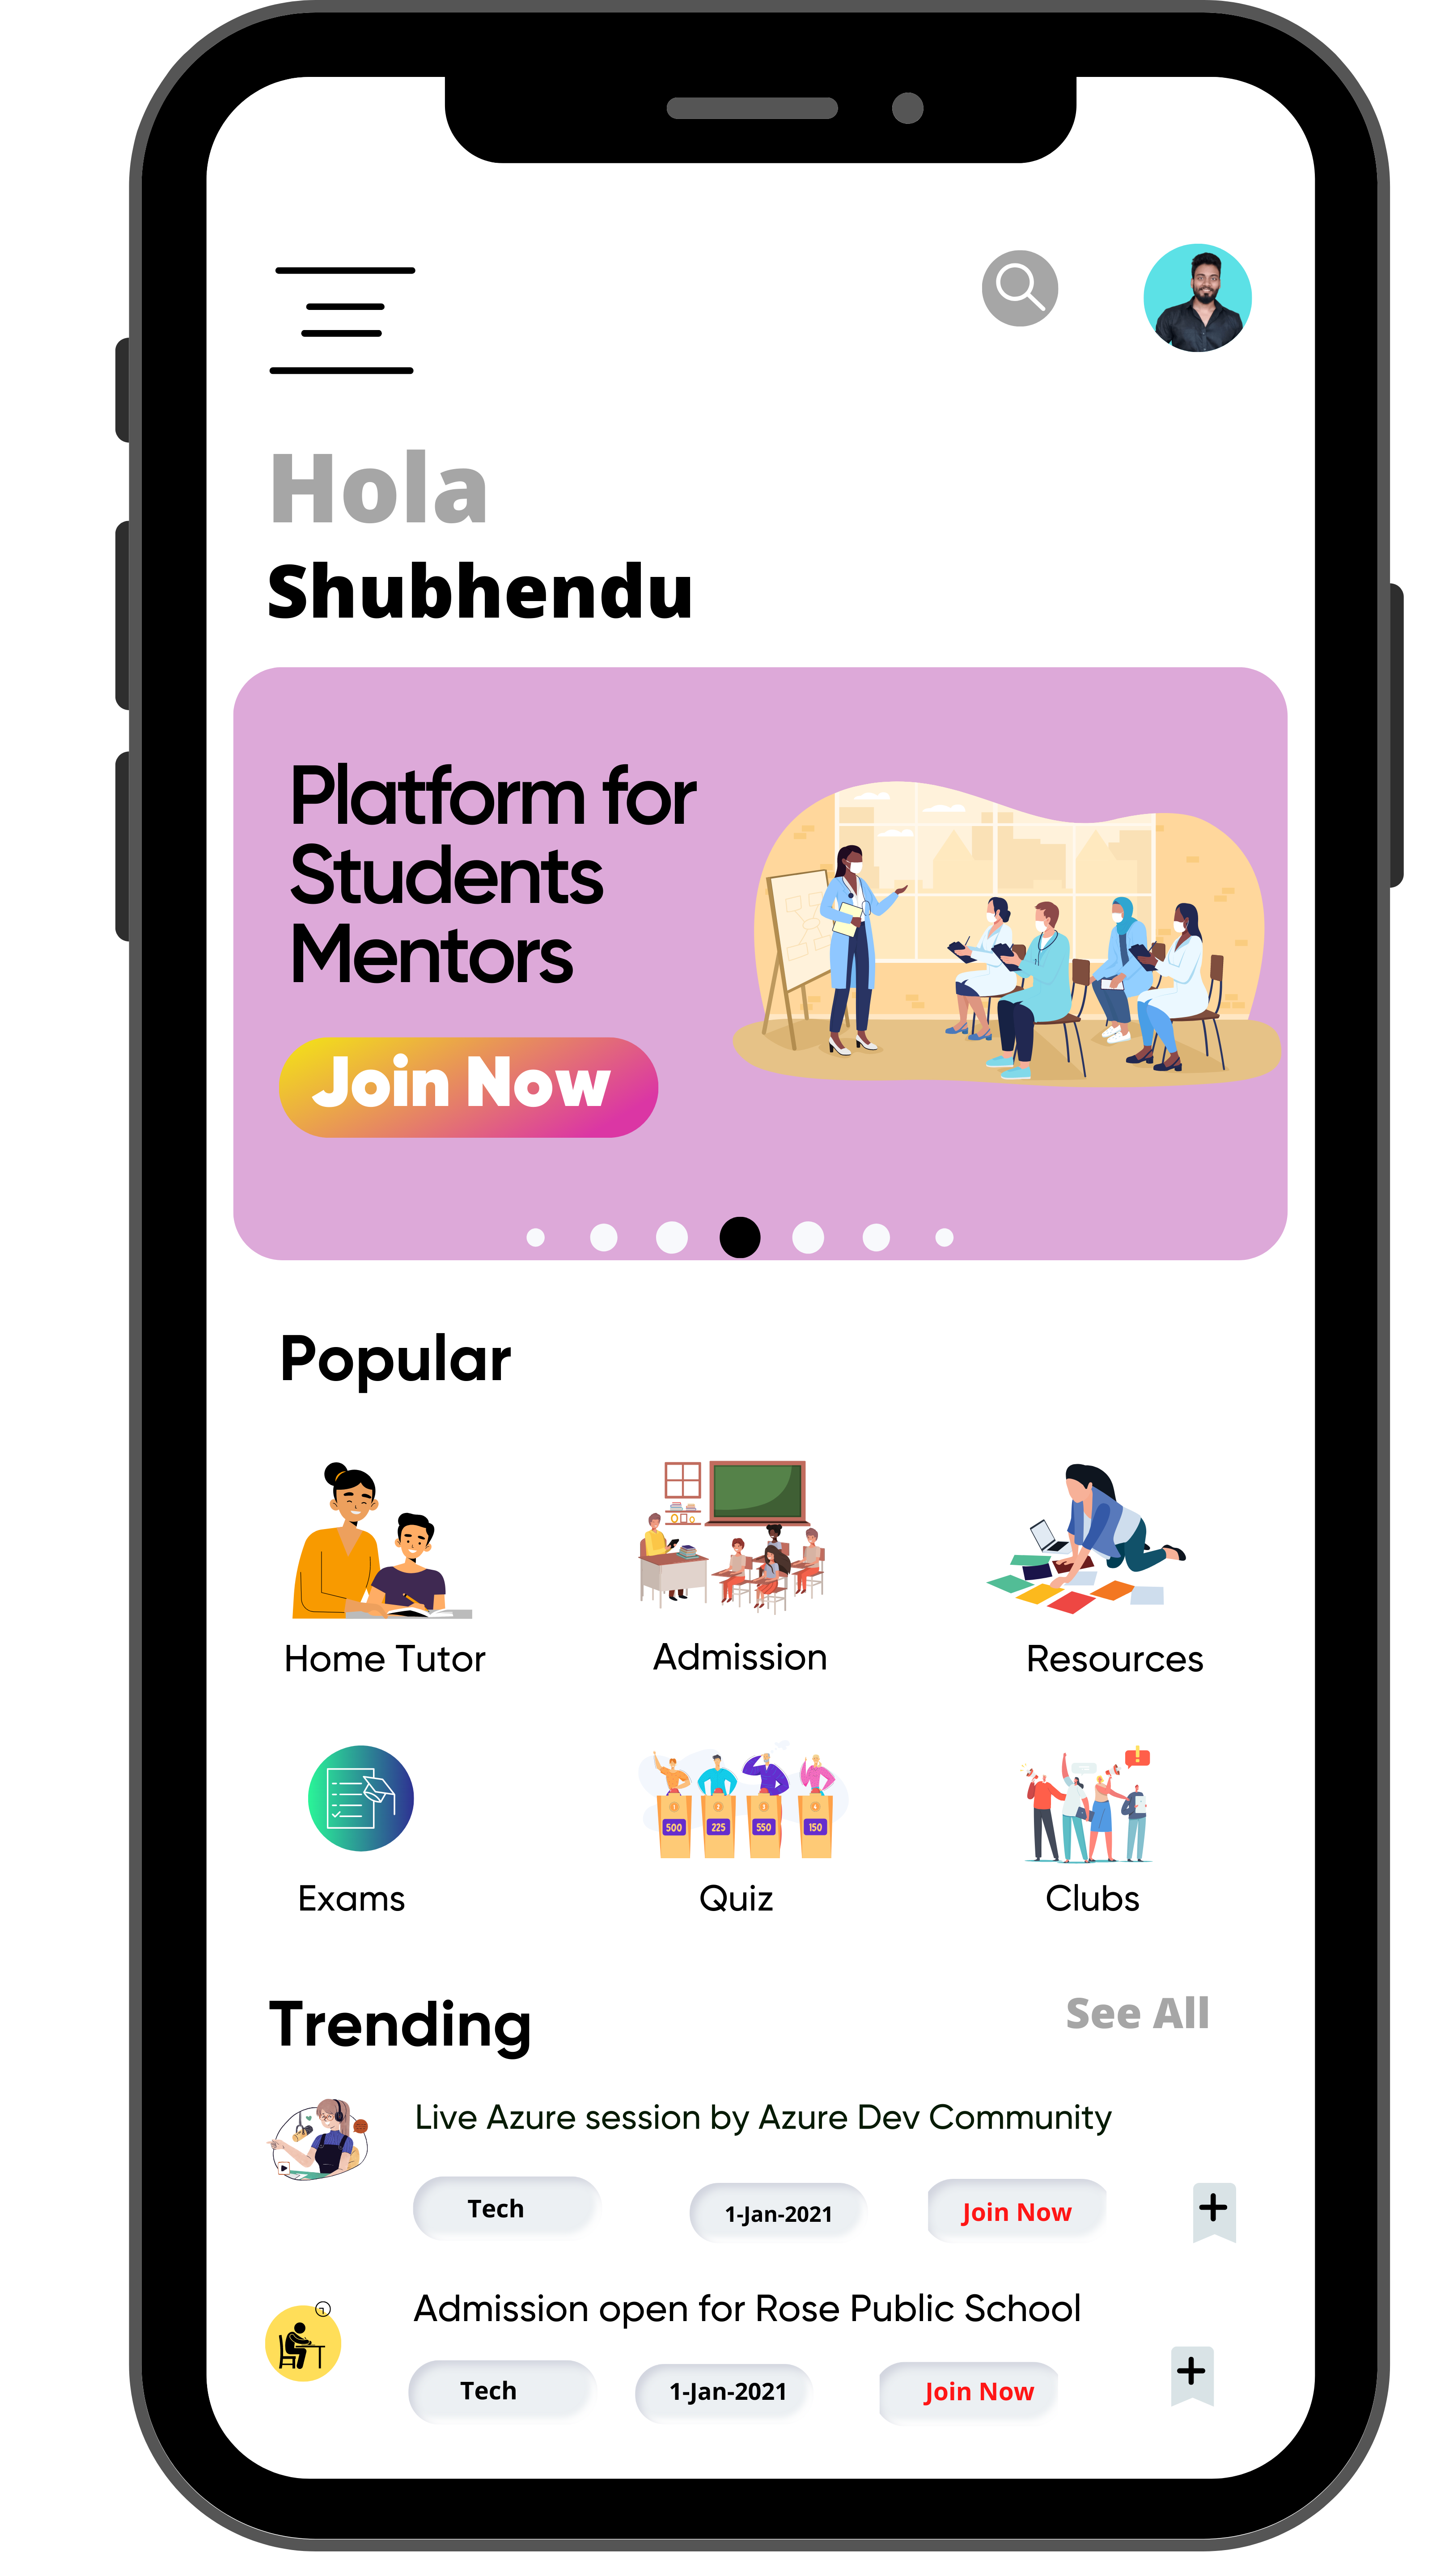 Hola
Shubhendu
Platform for
Students
Mentors
Join Now
Popular
Home Tutor
Admission
Resources
500
225
550
150
Exams
Quiz
Clubs
Trending
See All
Live Azure session by Azure Dev Community
Tech
1-Jan-2021
Join Now
Admission open for Rose Public School
Tech
1-Jan-2021
Join Now